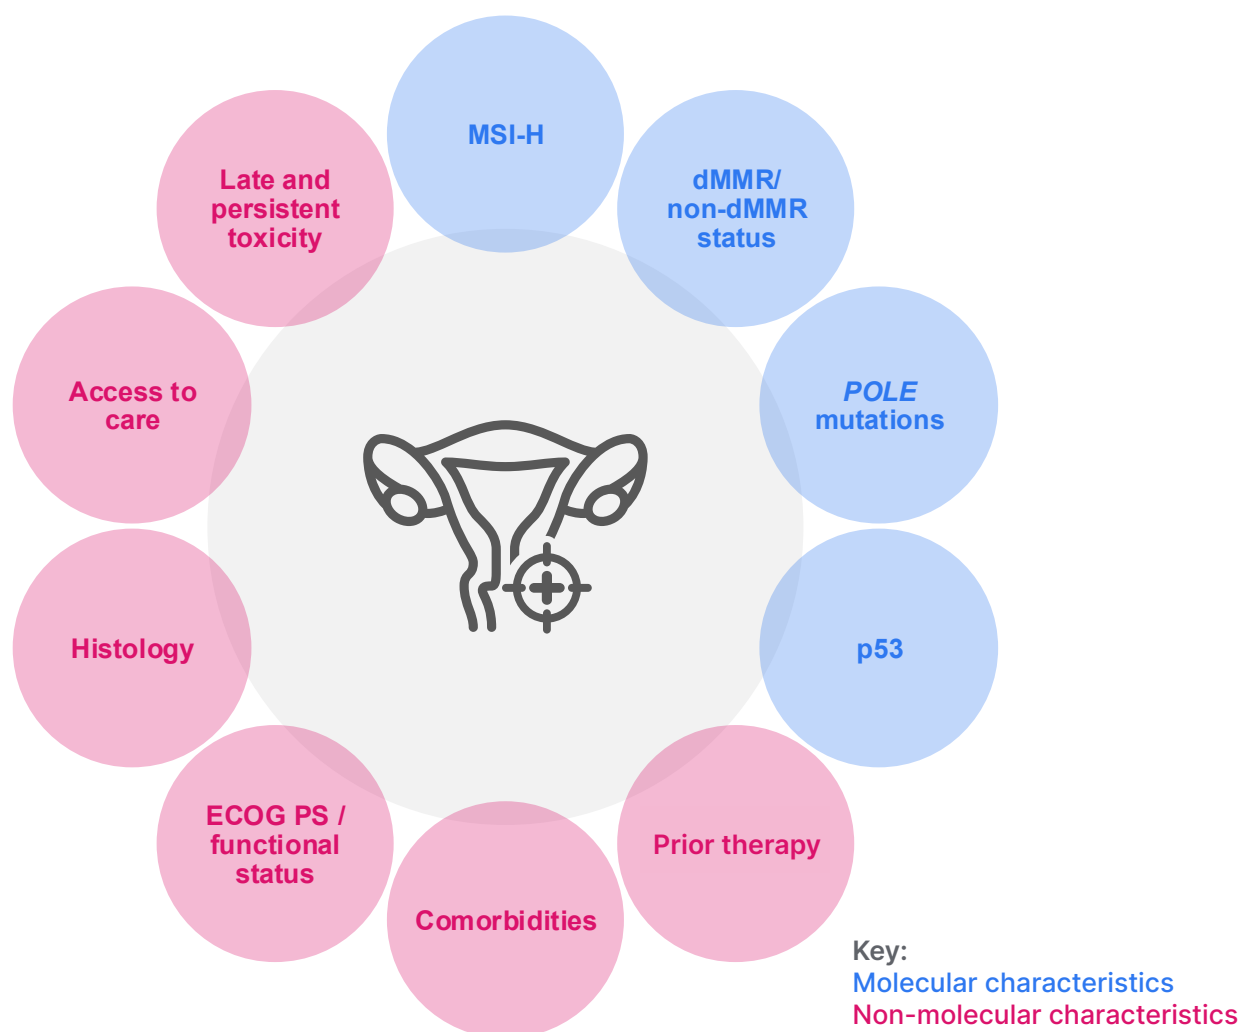 MSI-H
dMMR/
non-dMMR
status
POLE
mutations
p53
Prior therapy
Comorbidities
ECOG PS /
functional
status
Histology
Access to
care
Late and
persistent
toxicity
Key:
Molecular characteristics
Non-molecular characteristics